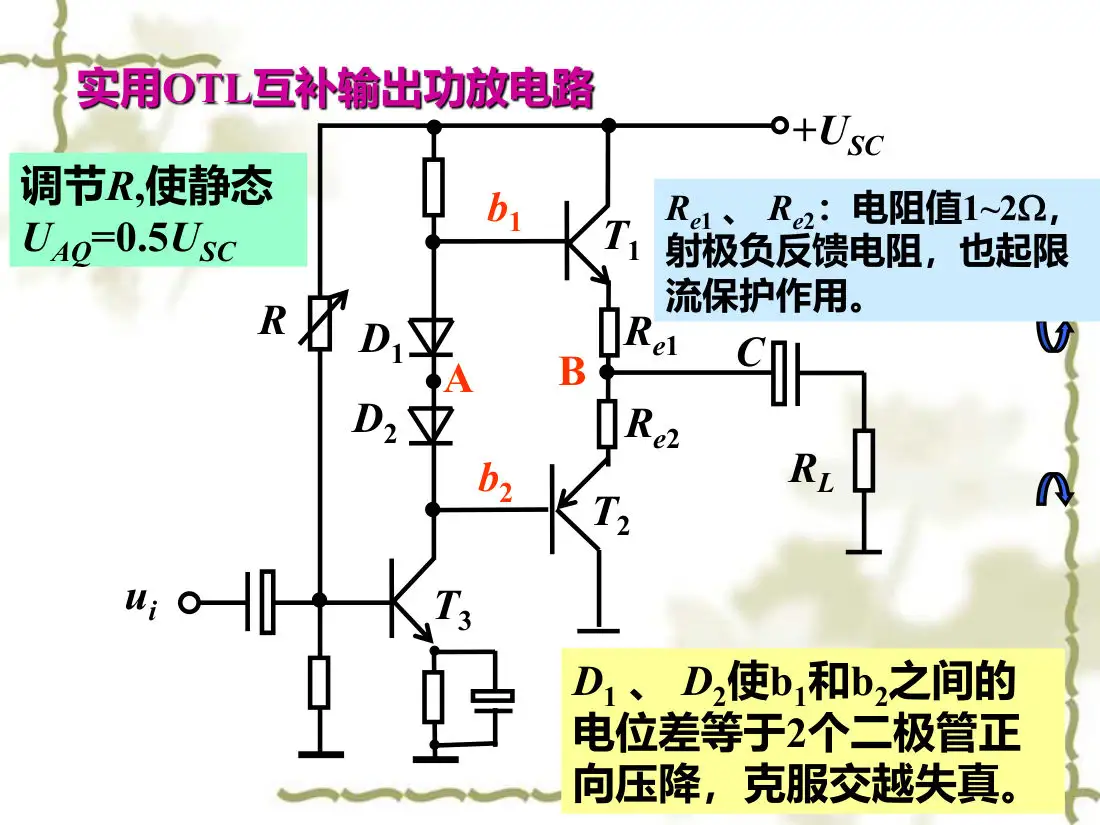 实用OTL互补输出功放电路
+U_SC
调节R,使静态
U_AQ=0.5U_SC
R_e1 、 R_e2：电阻值1~2Ω，
射极负反馈电阻，也起限
流保护作用。
b₁
T₁
R
D₁
R_e1
C
A
B
D₂
R_e2
R_L
b₂
T₂
u_i
T₃
D₁ 、 D₂使b₁和b₂之间的
电位差等于2个二极管正
向压降，克服交越失真。